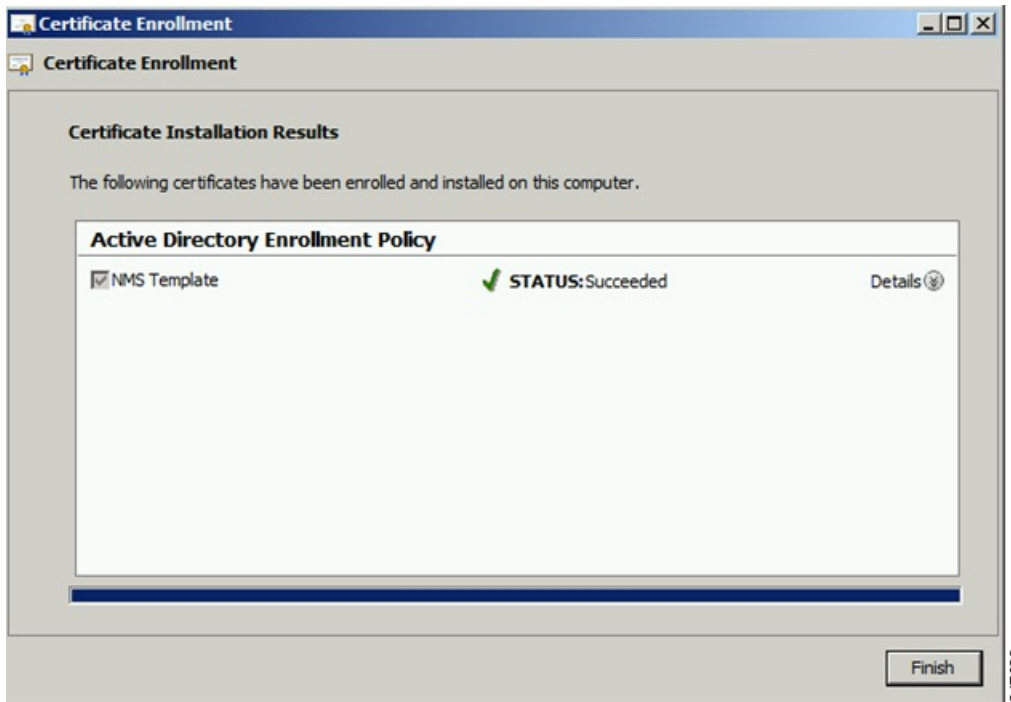 Certificate Enrollment
Certificate Enrollment
Certificate Installation Results
The following certificates have been enrolled and installed on this computer.
Active Directory Enrollment Policy
NMS Template STATUS: Succeeded Details
Finish